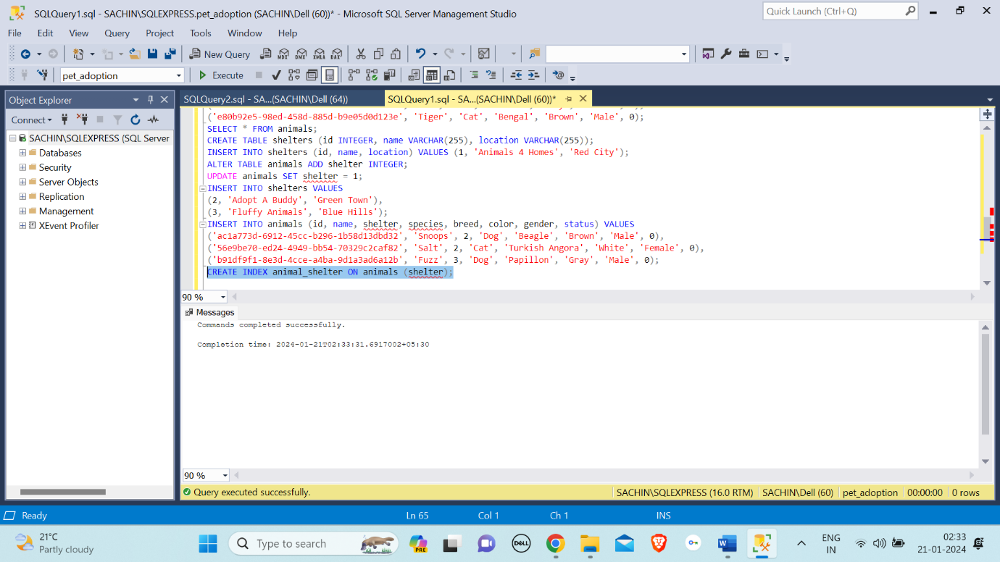 SQLQuery1.sql - SACHIN\SQLEXPRESS.pet_adoption (SACHIN\Dell (60))* - Microsoft SQL Server Management Studio
Quick Launch (Ctrl+Q)
File Edit View Query Project Tools Window Help
New Query
MDX DMX XMLA DAX
pet_adoption
Execute
Object Explorer
Connect
SACHIN\SQLEXPRESS (SQL Server
Databases
Security
Server Objects
Replication
Management
XEvent Profiler
SQLQuery2.sql - SA...(SACHIN\Dell (64))
SQLQuery1.sql - SA...(SACHIN\Dell (60))*
('e80b92e5-98ed-458d-885d-b9e05d0d123e', 'Tiger', 'Cat', 'Bengal', 'Brown', 'Male', 0);
SELECT * FROM animals;
CREATE TABLE shelters (id INTEGER, name VARCHAR(255), location VARCHAR(255));
INSERT INTO shelters (id, name, location) VALUES (1, 'Animals 4 Homes', 'Red City');
ALTER TABLE animals ADD shelter INTEGER;
UPDATE animals SET shelter = 1;
INSERT INTO shelters VALUES
(2, 'Adopt A Buddy', 'Green Town'),
(3, 'Fluffy Animals', 'Blue Hills');
INSERT INTO animals (id, name, shelter, species, breed, color, gender, status) VALUES
('ac1a773d-6912-45cc-b296-1b58d13dbd32', 'Snoops', 2, 'Dog', 'Beagle', 'Brown', 'Male', 0),
('56e9be70-ed24-4949-bb54-70329c2caf82', 'Salt', 2, 'Cat', 'Turkish Angora', 'White', 'Female', 0),
('b91df9f1-8e3d-4cce-a4ba-9d1a3ad6a12b', 'Fuzz', 3, 'Dog', 'Papillon', 'Gray', 'Male', 0);
CREATE INDEX animal_shelter ON animals (shelter);
90 %
Messages
Commands completed successfully.
Completion time: 2024-01-21T02:33:31.6917002+05:30
90 %
Query executed successfully.
SACHIN\SQLEXPRESS (16.0 RTM) SACHIN\Dell (60) pet_adoption 00:00:00 0 rows
Ready
Ln 65 Col 1 Ch 1 INS
21°C
Partly cloudy
Type to search
PRE
DELL
ENG
IN
02:33
21-01-2024